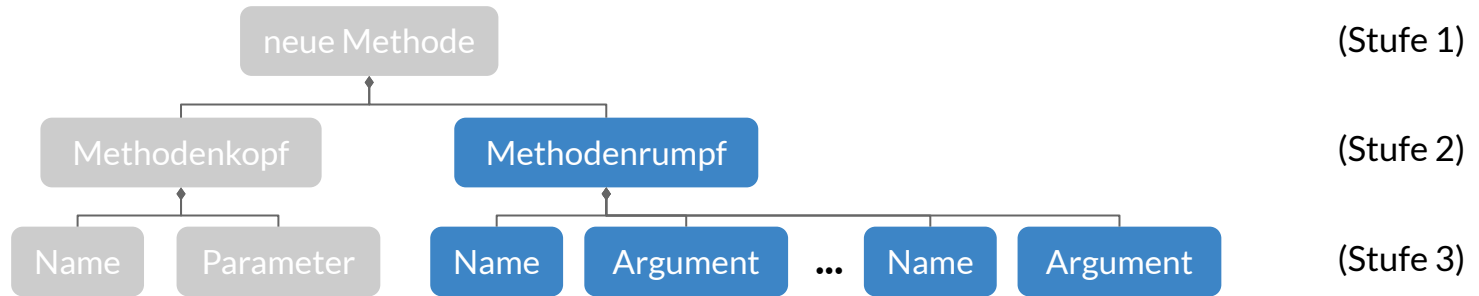 neue Methode (Stufe 1)
Methodenkopf Methodenrumpf (Stufe 2)
Name Parameter Name Argument ... Name Argument (Stufe 3)